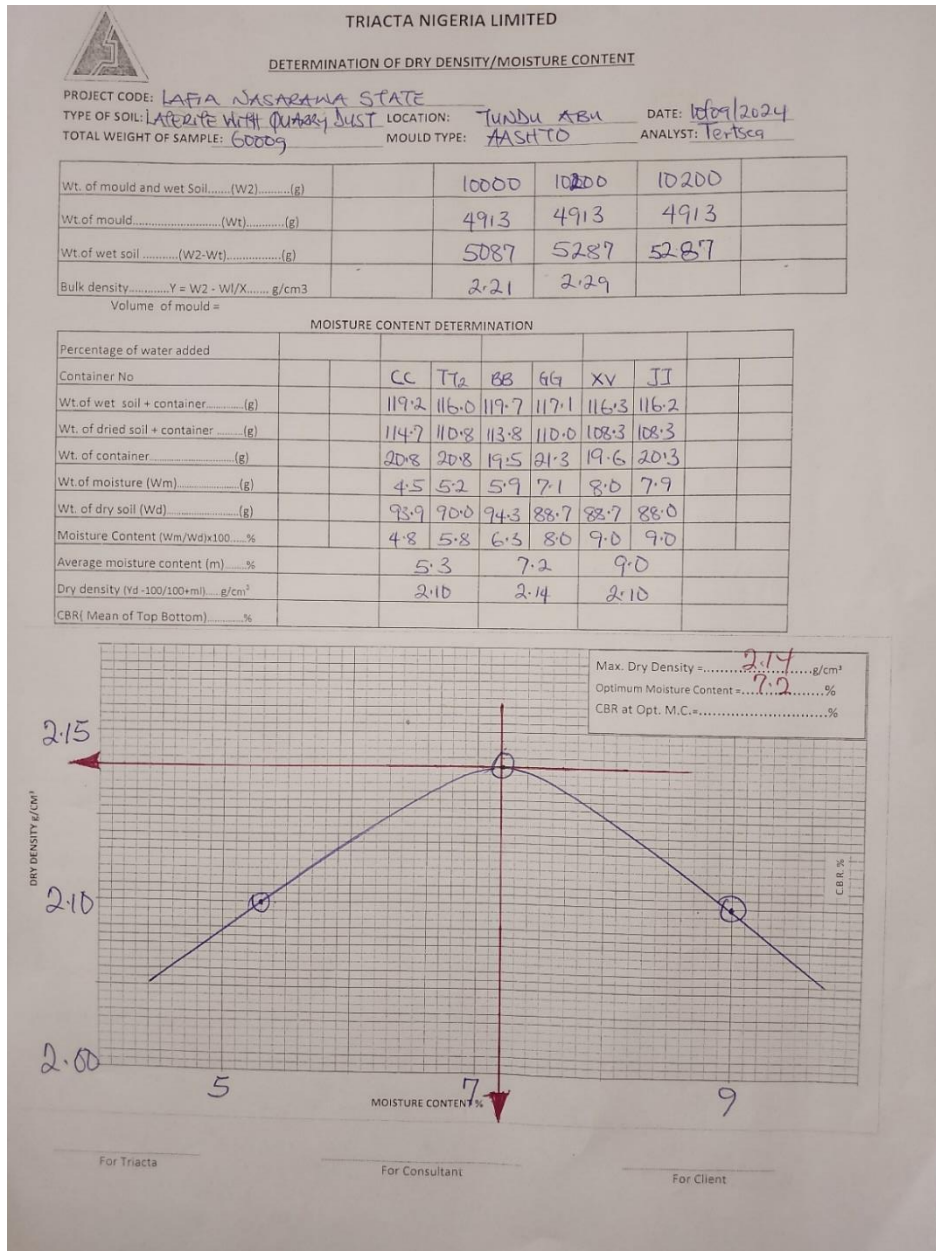 TRIACTA NIGERIA LIMITED
DETERMINATION OF DRY DENSITY/MOISTURE CONTENT
PROJECT CODE: LAFIA NASARAWA STATE
TYPE OF SOIL: LATERITE WITH QUARRY DUST LOCATION: TUNDU ABU DATE: 10/09/2024
TOTAL WEIGHT OF SAMPLE: 6000g MOULD TYPE: AASHTO ANALYST: Tertsea
Wt. of mould and wet Soil.......(W2)..........(g) 10000 10200 10200
Wt.of mould............................(Wt)............(g) 4913 4913 4913
Wt.of wet soil ...........(W2-Wt)................(g) 5087 5287 5287
Bulk density............Y = W2 - Wl/X....... g/cm3 2.21 2.29
Volume of mould =
MOISTURE CONTENT DETERMINATION
Percentage of water added
Container No CC TT2 BB GG XV JJ
Wt.of wet soil + container............(g) 119.2 116.0 119.7 117.1 116.3 116.2
Wt. of dried soil + container ........(g) 114.7 110.8 113.8 110.0 108.3 108.3
Wt. of container..........................(g) 20.8 20.8 19.5 21.3 19.6 20.3
Wt.of moisture (Wm)......................(g) 4.5 5.2 5.9 7.1 8.0 7.9
Wt. of dry soil (Wd)........................(g) 93.9 90.0 94.3 88.7 88.7 88.0
Moisture Content (Wm/Wd)x100.....% 4.8 5.8 6.3 8.0 9.0 9.0
Average moisture content (m).....% 5.3 7.2 9.0
Dry density (Yd -100/100+ml).... g/cm³ 2.10 2.14 2.10
CBR( Mean of Top Bottom)............%
Max. Dry Density =.......2.14.......g/cm³
Optimum Moisture Content =...7.2.........%
CBR at Opt. M.C.=............................%
2.15
DRY DENSITY g/CM³
C.B.R. %
2.10
2.00
5 7 9
MOISTURE CONTENT %
For Triacta For Consultant For Client